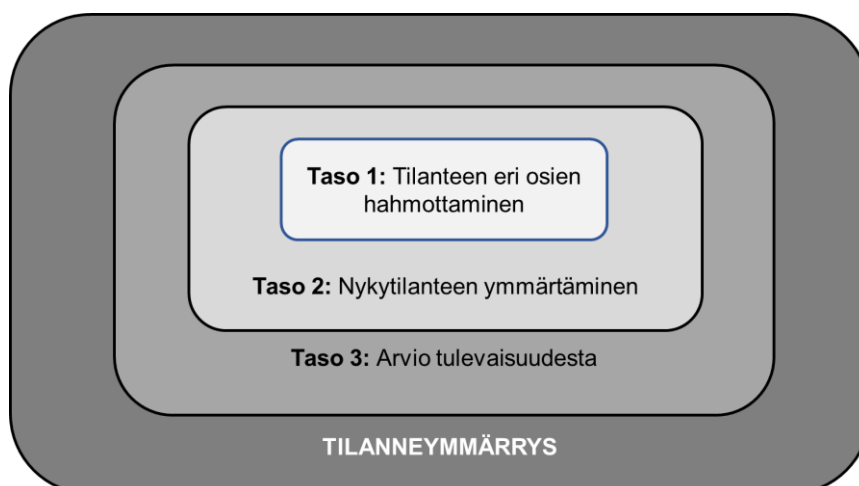 Taso 1: Tilanteen eri osien
hahmottaminen
Taso 2: Nykytilanteen ymmärtäminen
Taso 3: Arvio tulevaisuudesta
TILANNEYMMÄRRYS